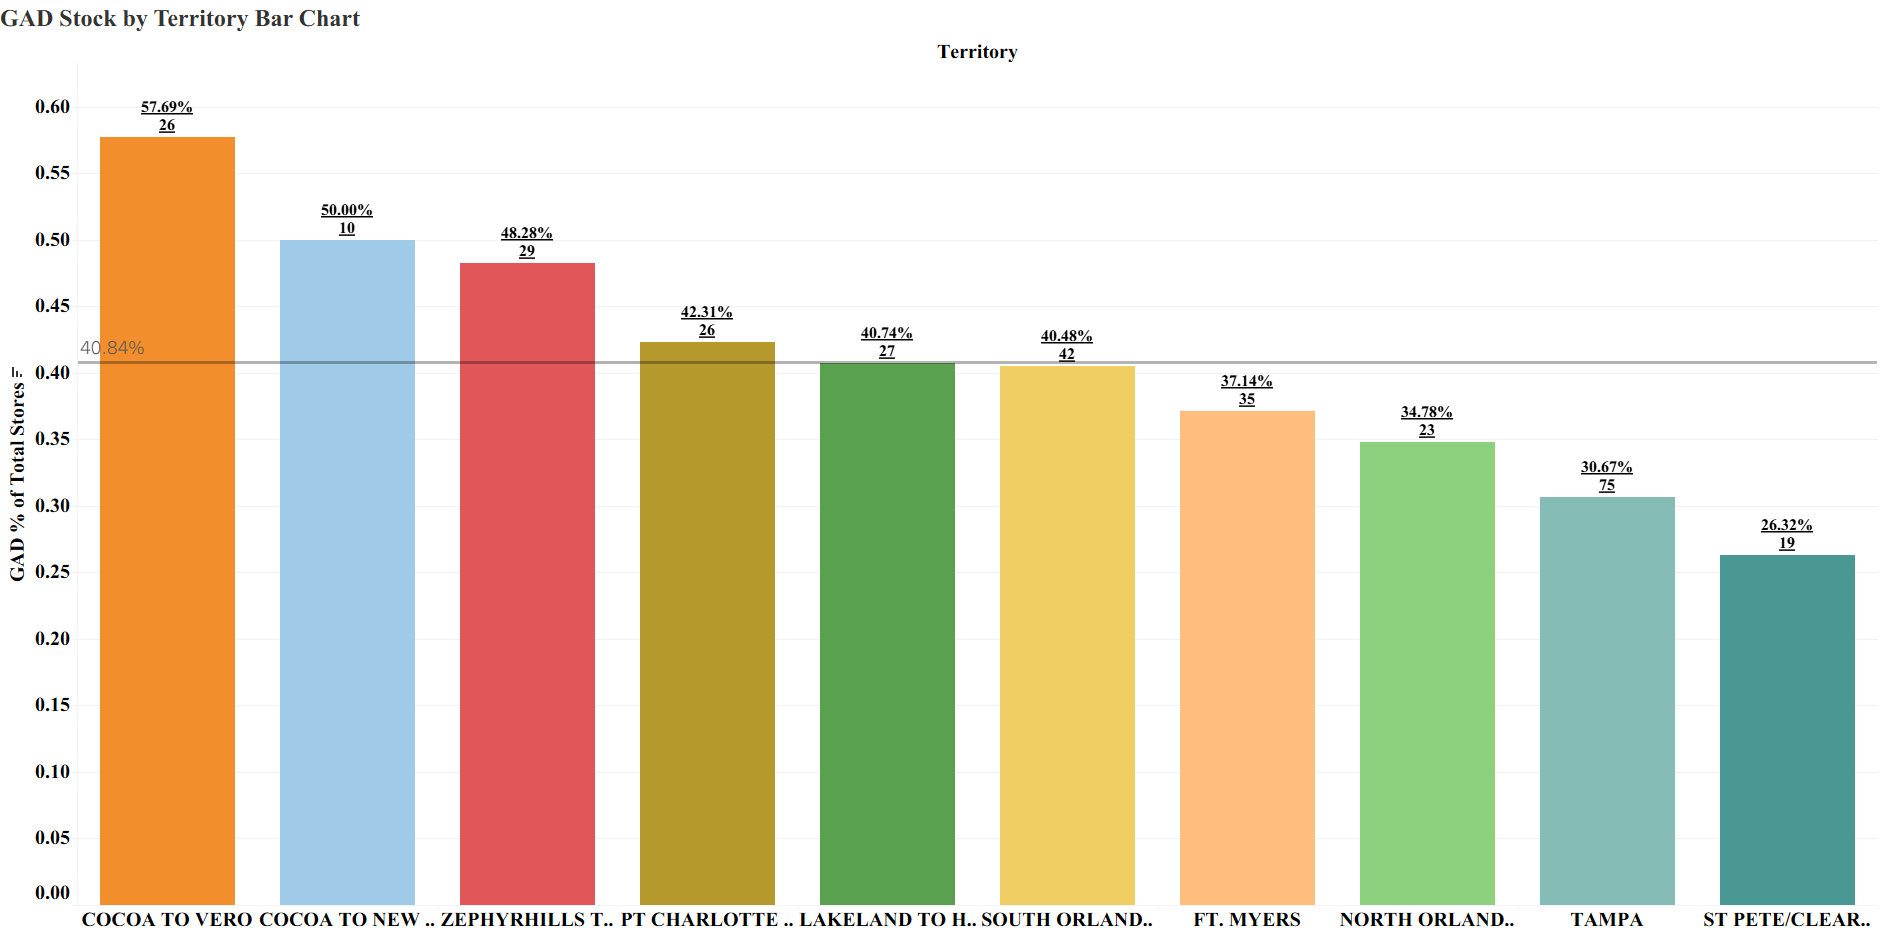 GAD Stock by Territory Bar Chart
Territory
GAD % of Total Stores
0.60
0.55
0.50
0.45
0.40
0.35
0.30
0.25
0.20
0.15
0.10
0.05
0.00
40.84%
57.69%
26
50.00%
10
48.28%
29
42.31%
26
40.74%
27
40.48%
42
37.14%
35
34.78%
23
30.67%
75
26.32%
19
COCOA TO VERO
COCOA TO NEW ..
ZEPHYRHILLS T..
PT CHARLOTTE ..
LAKELAND TO H..
SOUTH ORLAND..
FT. MYERS
NORTH ORLAND..
TAMPA
ST PETE/CLEAR..